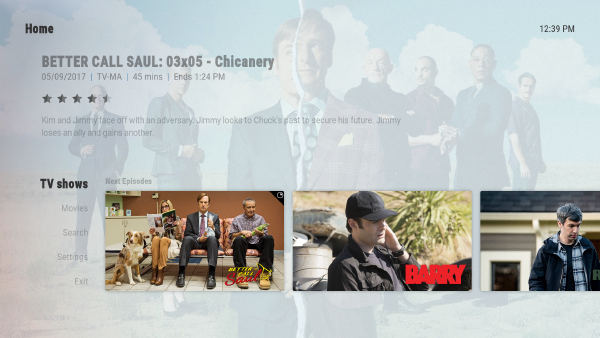 Home
12:39 PM
BETTER CALL SAUL: 03x05 - Chicanery
05/09/2017 | TV-MA | 45 mins | Ends 1:24 PM
Kim and Jimmy face off with an adversary. Jimmy looks to Chuck's past to secure his future. Jimmy
loses an ally and gains another.
TV shows
Next Episodes
Movies
Search
Settings
Exit
BETTER
CALL
Saul
BARRY